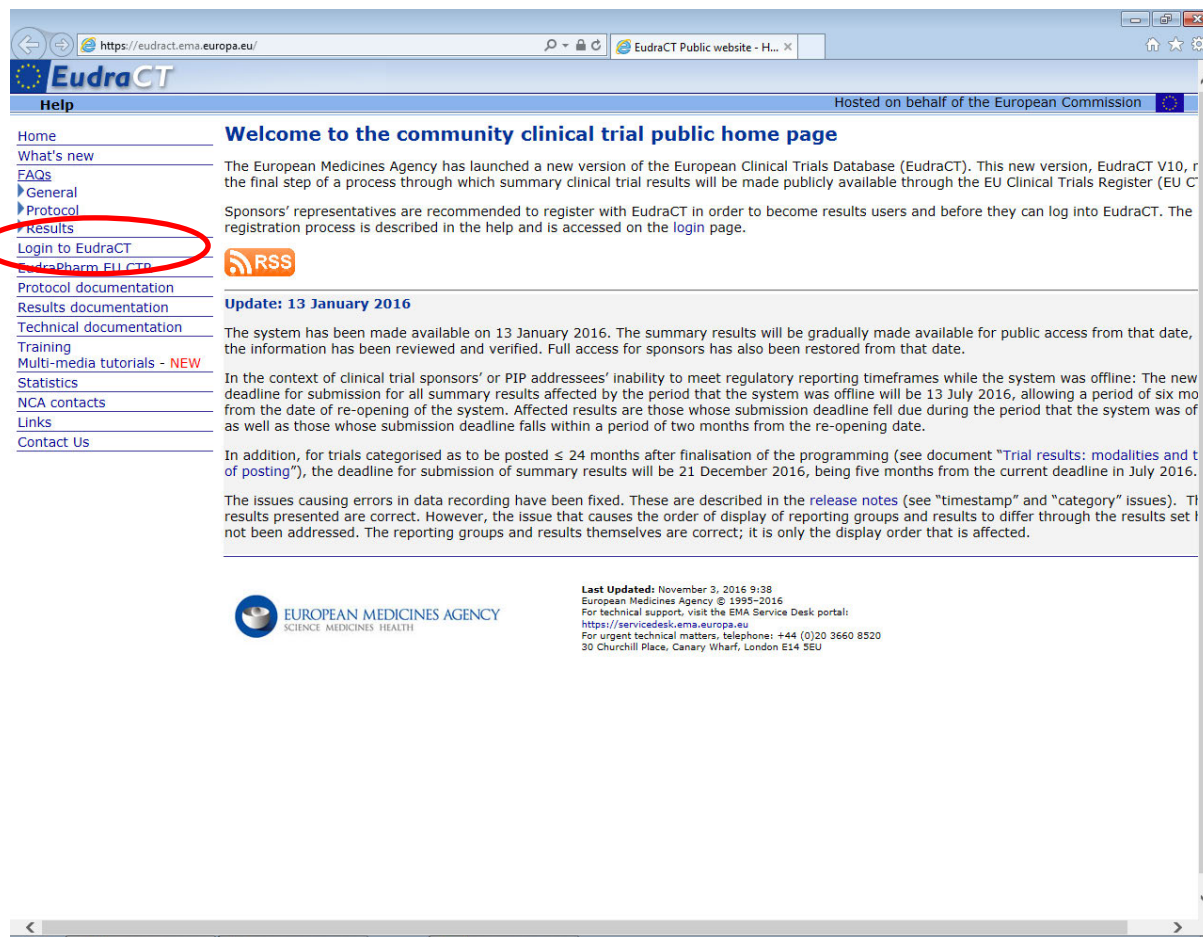 https://eudract.ema.europa.eu/
EudraCT Public website - H...
EudraCT
Help
Hosted on behalf of the European Commission
Home
What's new
FAQs
General
Protocol
Results
Login to EudraCT
EudraPharm EU CTR
Protocol documentation
Results documentation
Technical documentation
Training
Multi-media tutorials - NEW
Statistics
NCA contacts
Links
Contact Us
Welcome to the community clinical trial public home page
The European Medicines Agency has launched a new version of the European Clinical Trials Database (EudraCT). This new version, EudraCT V10,
the final step of a process through which summary clinical trial results will be made publicly available through the EU Clinical Trials Register (EU
Sponsors' representatives are recommended to register with EudraCT in order to become results users and before they can log into EudraCT. The
registration process is described in the help and is accessed on the login page.
RSS
Update: 13 January 2016
The system has been made available on 13 January 2016. The summary results will be gradually made available for public access from that date,
the information has been reviewed and verified. Full access for sponsors has also been restored from that date.
In the context of clinical trial sponsors' or PIP addressees' inability to meet regulatory reporting timeframes while the system was offline: The new
deadline for submission for all summary results affected by the period that the system was offline will be 13 July 2016, allowing a period of six mo
from the date of re-opening of the system. Affected results are those whose submission deadline fell due during the period that the system was of
as well as those whose submission deadline falls within a period of two months from the re-opening date.
In addition, for trials categorised as to be posted ≤ 24 months after finalisation of the programming (see document "Trial results: modalities and t
of posting"), the deadline for submission of summary results will be 21 December 2016, being five months from the current deadline in July 2016.
The issues causing errors in data recording have been fixed. These are described in the release notes (see "timestamp" and "category" issues). Th
results presented are correct. However, the issue that causes the order of display of reporting groups and results to differ through the results set
not been addressed. The reporting groups and results themselves are correct; it is only the display order that is affected.
EUROPEAN MEDICINES AGENCY
SCIENCE MEDICINES HEALTH
Last Updated: November 3, 2016 9:38
European Medicines Agency © 1995-2016
For technical support, visit the EMA Service Desk portal:
https://servicedesk.ema.europa.eu
For urgent technical matters, telephone: +44 (0)20 3660 8520
30 Churchill Place, Canary Wharf, London E14 5EU